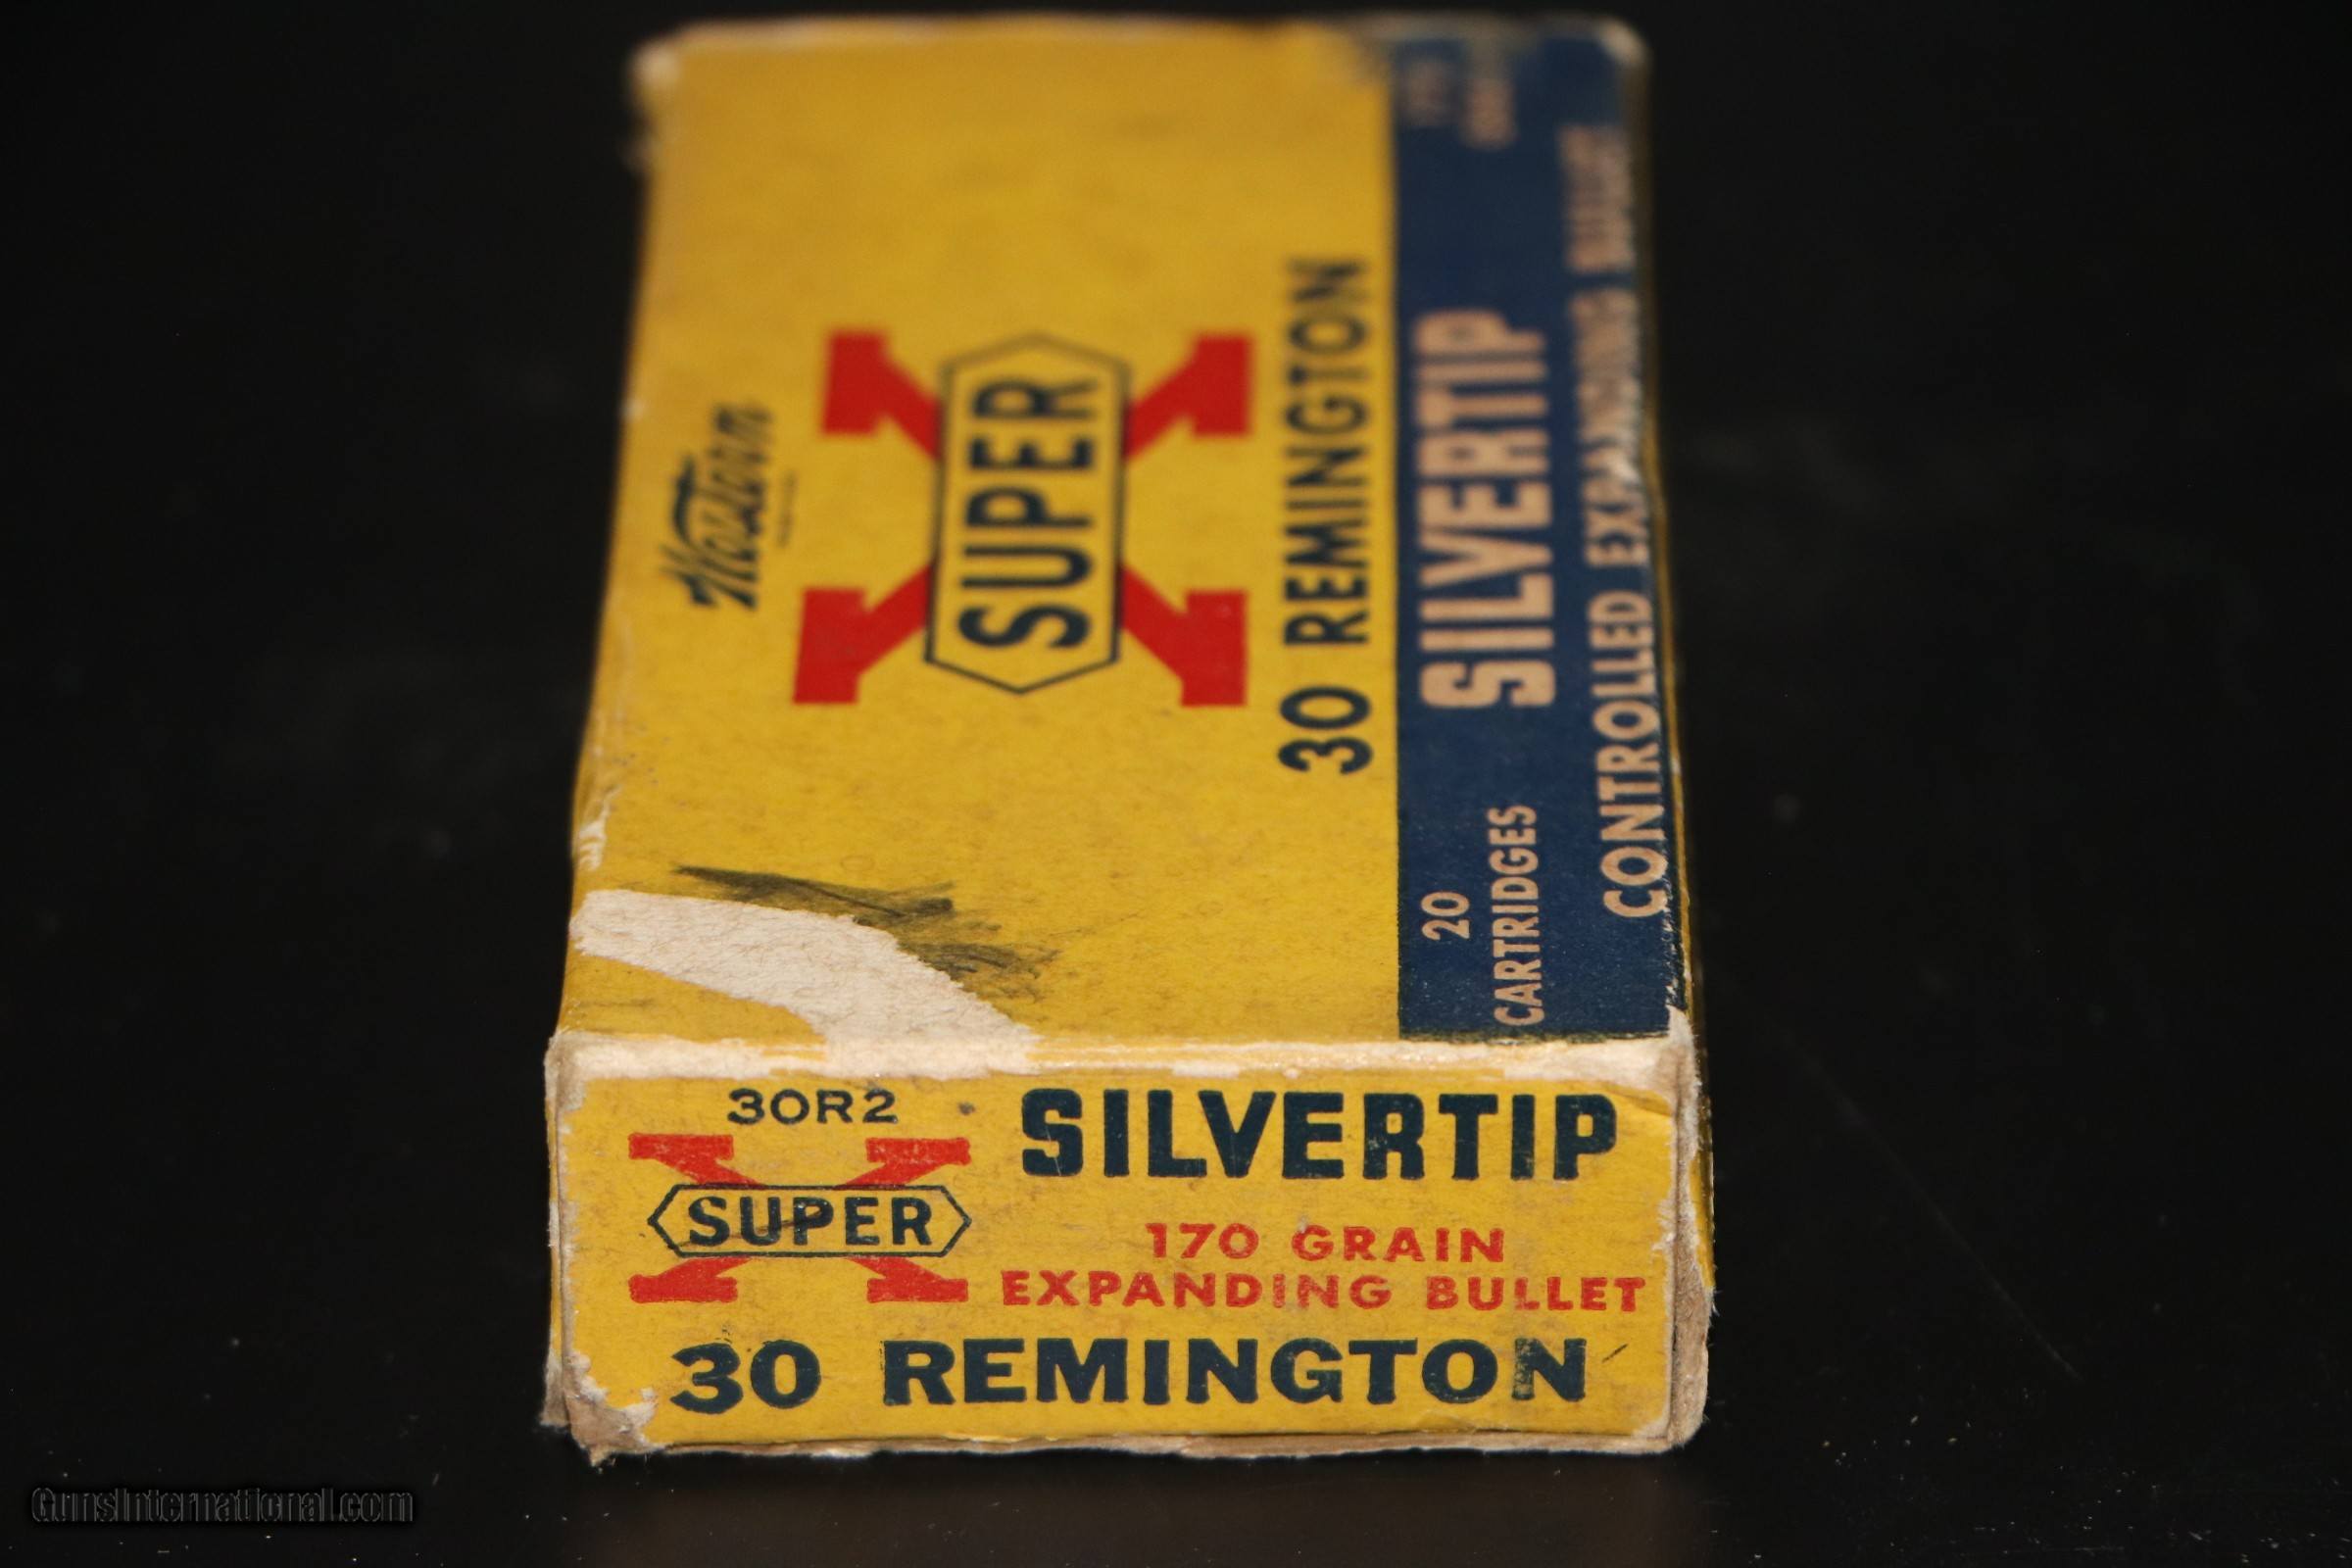 Western
SUPER X
30 REMINGTON
20
CARTRIDGES
SILVERTIP
CONTROLLED EXPANDING BULLET
30R2
SUPER X
SILVERTIP
170 GRAIN
EXPANDING BULLET
30 REMINGTON
GunsInternational.com